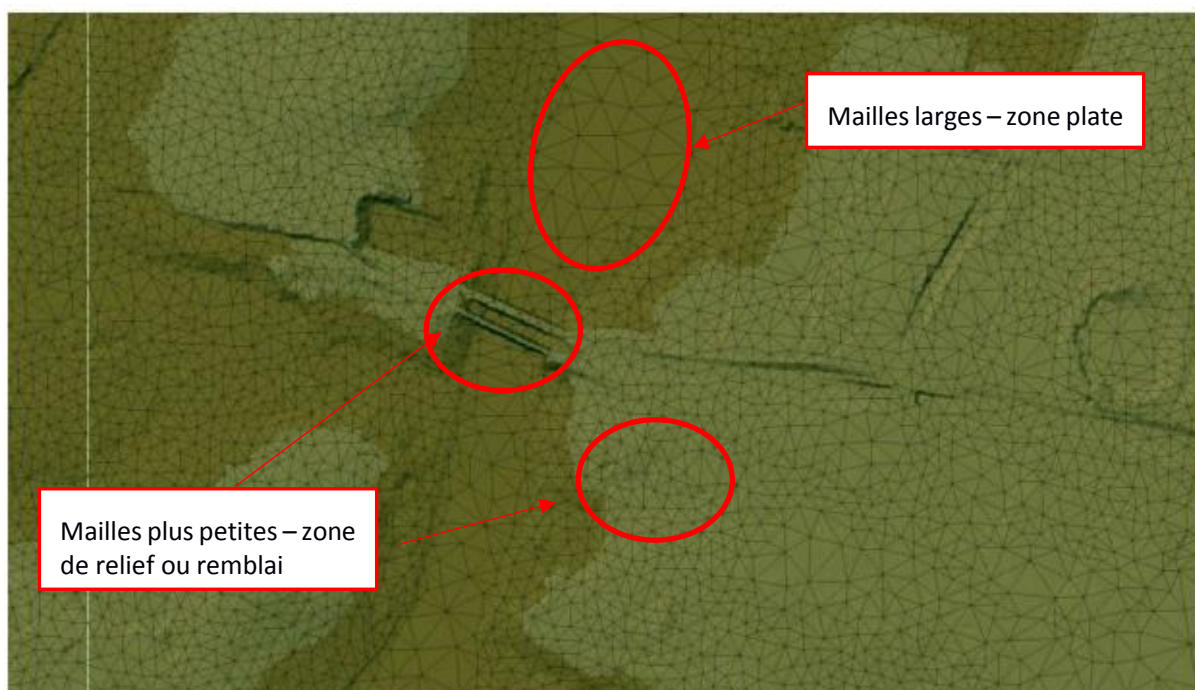 Mailles larges – zone plate
Mailles plus petites – zone
de relief ou remblai